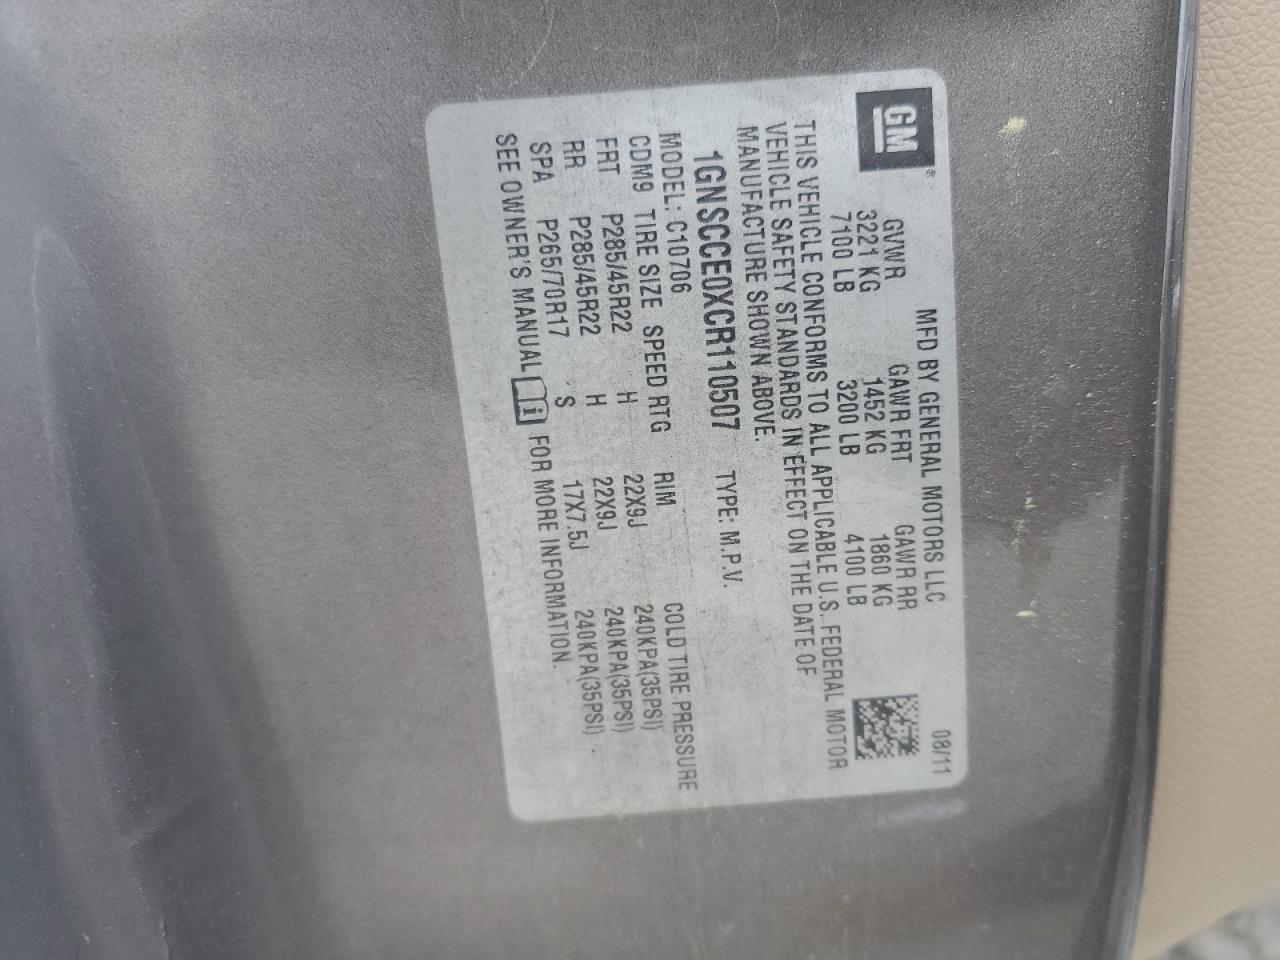 GM®
MFD BY GENERAL MOTORS LLC 08/11
GVWR GAWR FRT GAWR RR
3221 KG 1452 KG 1860 KG
7100 LB 3200 LB 4100 LB
THIS VEHICLE CONFORMS TO ALL APPLICABLE U.S. FEDERAL MOTOR
VEHICLE SAFETY STANDARDS IN EFFECT ON THE DATE OF
MANUFACTURE SHOWN ABOVE.
1GNSCCE0XCR110507 TYPE: M.P.V.
MODEL: C10706
CDM9 TIRE SIZE SPEED RTG RIM COLD TIRE PRESSURE
FRT P285/45R22 H 22X9J 240KPA(35PSI)
RR P285/45R22 H 22X9J 240KPA(35PSI)
SPA P265/70R17 S 17X7.5J 240KPA(35PSI)
SEE OWNER'S MANUAL i FOR MORE INFORMATION.